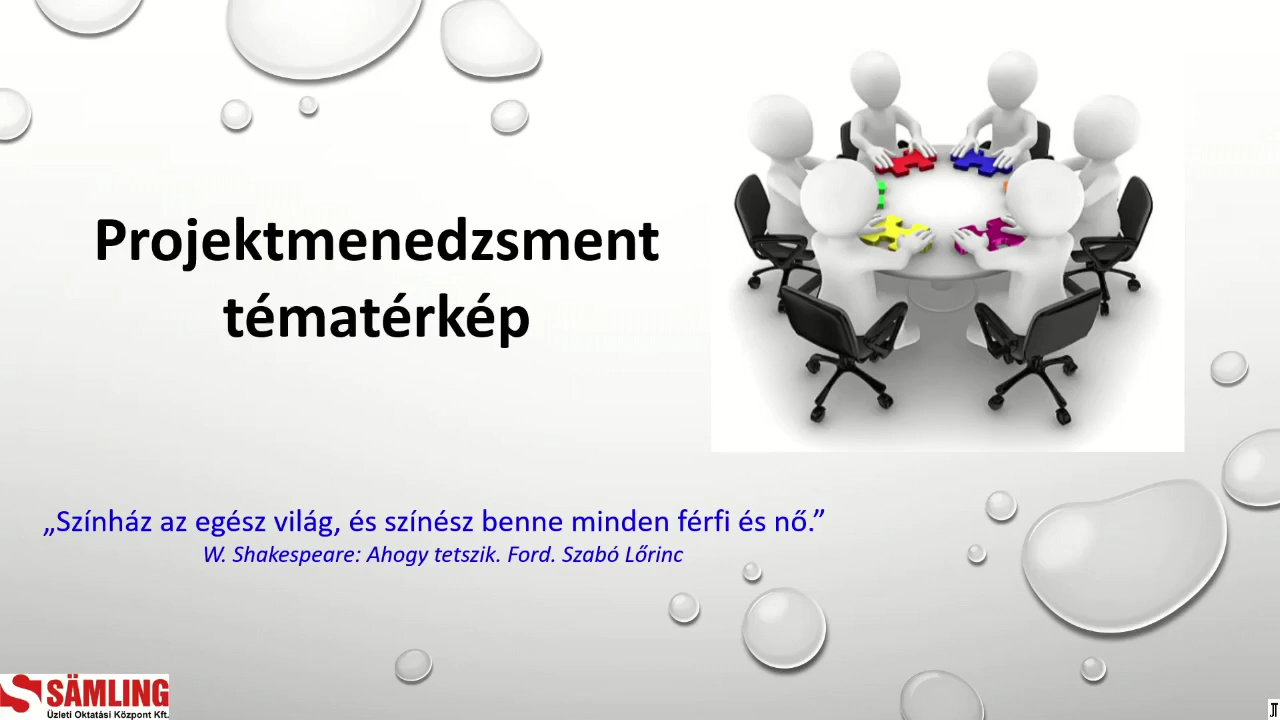 Projektmenedzsment
tématérkép
„Színház az egész világ, és színész benne minden férfi és nő.”
W. Shakespeare: Ahogy tetszik. Ford. Szabó Lőrinc
SÄMLING
Üzleti Oktatási Központ Kft.